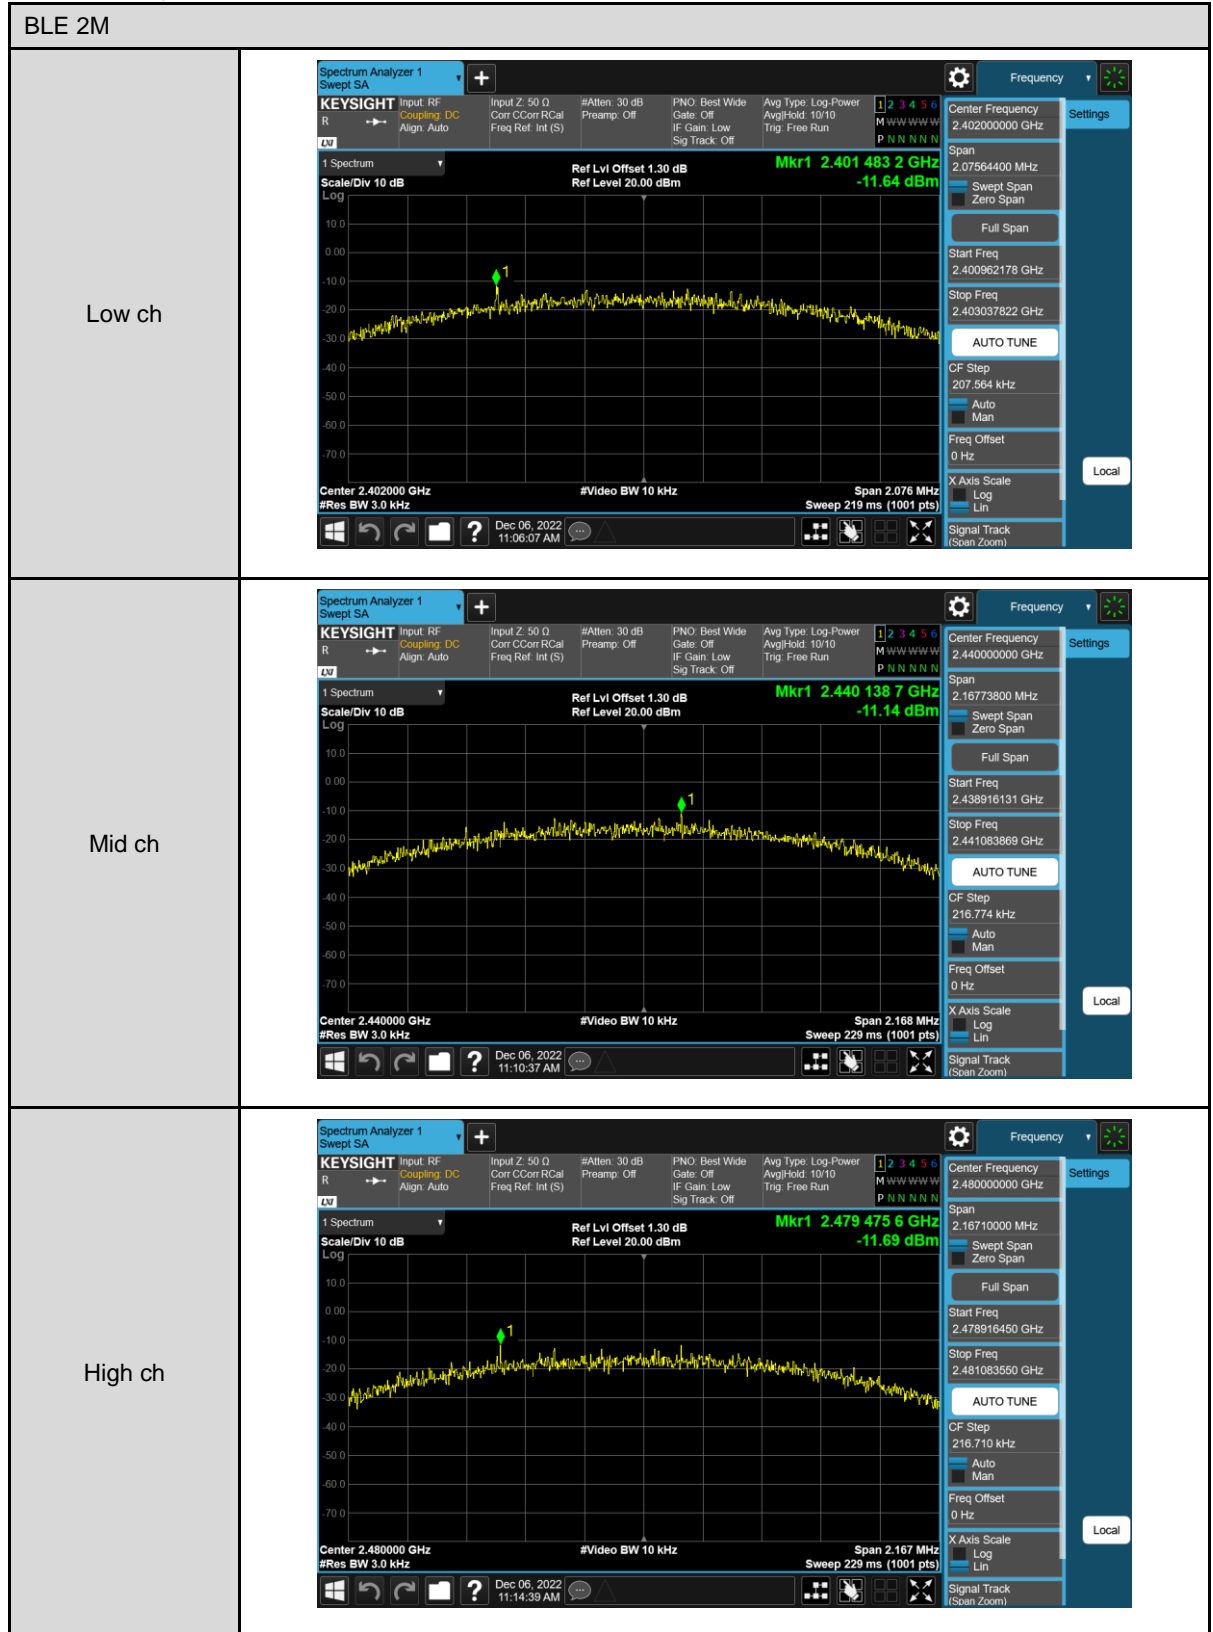 BLE 2M
Low ch
Spectrum Analyzer 1
Swept SA
Frequency
Settings
KEYSIGHT
R
LXI
Input: RF
Coupling: DC
Align: Auto
Input Z: 50 Ω
Corr CCorr RCal
Freq Ref: Int (S)
#Atten: 30 dB
Preamp: Off
PNO: Best Wide
Gate: Off
IF Gain: Low
Sig Track: Off
Avg Type: Log-Power
Avg|Hold: 10/10
Trig: Free Run
1 2 3 4 5 6
M W W W W W
P N N N N N
1 Spectrum
Scale/Div 10 dB
Log
Ref Lvl Offset 1.30 dB
Ref Level 20.00 dBm
Mkr1 2.401 483 2 GHz
-11.64 dBm
10.0
0.00
-10.0
-20.0
-30.0
-40.0
-50.0
-60.0
-70.0
1
Center 2.402000 GHz
#Res BW 3.0 kHz
#Video BW 10 kHz
Span 2.076 MHz
Sweep 219 ms (1001 pts)
Dec 06, 2022
11:06:07 AM
Center Frequency
2.402000000 GHz
Span
2.07564400 MHz
Swept Span
Zero Span
Full Span
Start Freq
2.400962178 GHz
Stop Freq
2.403037822 GHz
AUTO TUNE
CF Step
207.564 kHz
Auto
Man
Freq Offset
0 Hz
X Axis Scale
Log
Lin
Signal Track
(Span Zoom)
Local
Mid ch
Spectrum Analyzer 1
Swept SA
Frequency
Settings
KEYSIGHT
R
LXI
Input: RF
Coupling: DC
Align: Auto
Input Z: 50 Ω
Corr CCorr RCal
Freq Ref: Int (S)
#Atten: 30 dB
Preamp: Off
PNO: Best Wide
Gate: Off
IF Gain: Low
Sig Track: Off
Avg Type: Log-Power
Avg|Hold: 10/10
Trig: Free Run
1 2 3 4 5 6
M W W W W W
P N N N N N
1 Spectrum
Scale/Div 10 dB
Log
Ref Lvl Offset 1.30 dB
Ref Level 20.00 dBm
Mkr1 2.440 138 7 GHz
-11.14 dBm
10.0
0.00
-10.0
-20.0
-30.0
-40.0
-50.0
-60.0
-70.0
1
Center 2.440000 GHz
#Res BW 3.0 kHz
#Video BW 10 kHz
Span 2.168 MHz
Sweep 229 ms (1001 pts)
Dec 06, 2022
11:10:37 AM
Center Frequency
2.440000000 GHz
Span
2.16773800 MHz
Swept Span
Zero Span
Full Span
Start Freq
2.438916131 GHz
Stop Freq
2.441083869 GHz
AUTO TUNE
CF Step
216.774 kHz
Auto
Man
Freq Offset
0 Hz
X Axis Scale
Log
Lin
Signal Track
(Span Zoom)
Local
High ch
Spectrum Analyzer 1
Swept SA
Frequency
Settings
KEYSIGHT
R
LXI
Input: RF
Coupling: DC
Align: Auto
Input Z: 50 Ω
Corr CCorr RCal
Freq Ref: Int (S)
#Atten: 30 dB
Preamp: Off
PNO: Best Wide
Gate: Off
IF Gain: Low
Sig Track: Off
Avg Type: Log-Power
Avg|Hold: 10/10
Trig: Free Run
1 2 3 4 5 6
M W W W W W
P N N N N N
1 Spectrum
Scale/Div 10 dB
Log
Ref Lvl Offset 1.30 dB
Ref Level 20.00 dBm
Mkr1 2.479 475 6 GHz
-11.69 dBm
10.0
0.00
-10.0
-20.0
-30.0
-40.0
-50.0
-60.0
-70.0
1
Center 2.480000 GHz
#Res BW 3.0 kHz
#Video BW 10 kHz
Span 2.167 MHz
Sweep 229 ms (1001 pts)
Dec 06, 2022
11:14:39 AM
Center Frequency
2.480000000 GHz
Span
2.16710000 MHz
Swept Span
Zero Span
Full Span
Start Freq
2.478916450 GHz
Stop Freq
2.481083550 GHz
AUTO TUNE
CF Step
216.710 kHz
Auto
Man
Freq Offset
0 Hz
X Axis Scale
Log
Lin
Signal Track
(Span Zoom)
Local